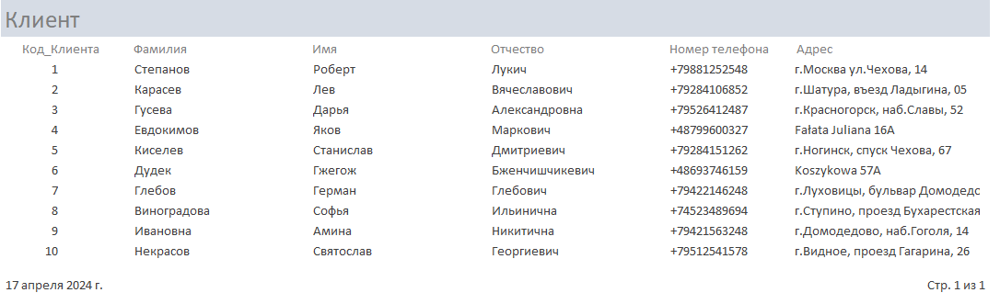 Клиент
Код_Клиента Фамилия Имя Отчество Номер телефона Адрес
1 Степанов Роберт Лукич +79881252548 г.Москва ул.Чехова, 14
2 Карасев Лев Вячеславович +79284106852 г.Шатура, въезд Ладыгина, 05
3 Гусева Дарья Александровна +79526412487 г.Красногорск, наб.Славы, 52
4 Евдокимов Яков Маркович +48799600327 Fałata Juliana 16A
5 Киселев Станислав Дмитриевич +79284151262 г.Ногинск, спуск Чехова, 67
6 Дудек Гжегож Бженчишчикевич +48693746159 Koszykowa 57A
7 Глебов Герман Глебович +79422146248 г.Луховицы, бульвар Домодедс
8 Виноградова Софья Ильинична +74523489694 г.Ступино, проезд Бухарестская
9 Ивановна Амина Никитична +79421563248 г.Домодедово, наб.Гоголя, 14
10 Некрасов Святослав Георгиевич +79512541578 г.Видное, проезд Гагарина, 26
17 апреля 2024 г. Стр. 1 из 1